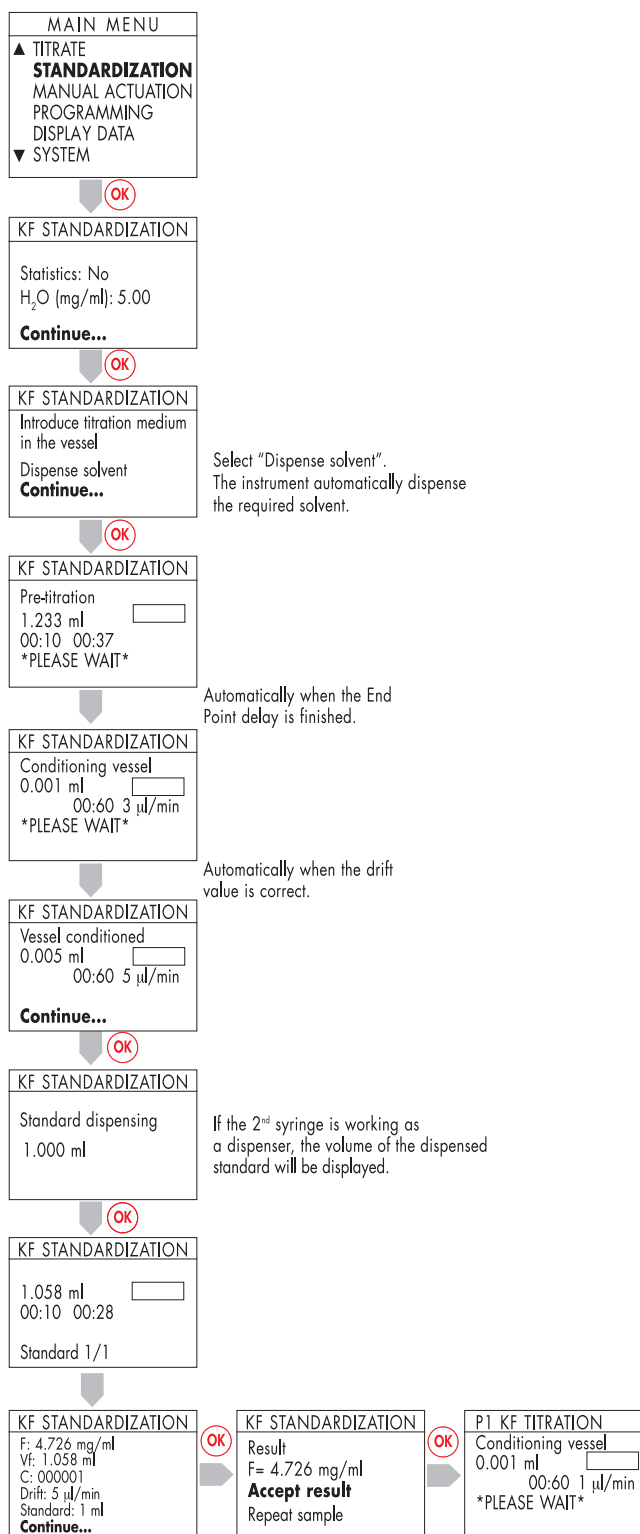 MAIN MENU
▲ TITRATE
STANDARDIZATION
MANUAL ACTUATION
PROGRAMMING
DISPLAY DATA
▼ SYSTEM
OK
KF STANDARDIZATION
Statistics: No
H₂O (mg/ml): 5.00
Continue...
OK
KF STANDARDIZATION
Introduce titration medium
in the vessel
Dispense solvent
Continue...
Select “Dispense solvent”.
The instrument automatically dispense
the required solvent.
OK
KF STANDARDIZATION
Pre-titration
1.233 ml
00:10 00:37
*PLEASE WAIT*
Automatically when the End
Point delay is finished.
KF STANDARDIZATION
Conditioning vessel
0.001 ml
00:60 3 µl/min
*PLEASE WAIT*
Automatically when the drift
value is correct.
KF STANDARDIZATION
Vessel conditioned
0.005 ml
00:60 5 µl/min
Continue...
OK
KF STANDARDIZATION
Standard dispensing
1.000 ml
If the 2nd syringe is working as
a dispenser, the volume of the dispensed
standard will be displayed.
OK
KF STANDARDIZATION
1.058 ml
00:10 00:28
Standard 1/1
KF STANDARDIZATION
F: 4.726 mg/ml
Vf: 1.058 ml
C: 000001
Drift: 5 µl/min
Standard: 1 ml
Continue...
OK
KF STANDARDIZATION
Result
F= 4.726 mg/ml
Accept result
Repeat sample
OK
P1 KF TITRATION
Conditioning vessel
0.001 ml
00:60 1 µl/min
*PLEASE WAIT*